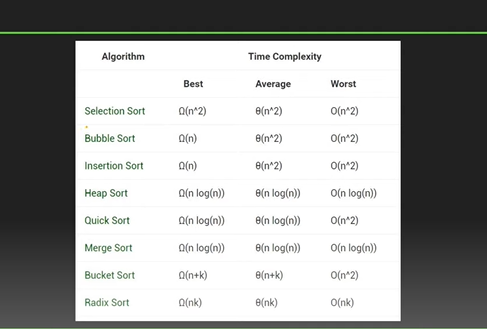 Algorithm Time Complexity
Best Average Worst
Selection Sort Ω(n^2) θ(n^2) O(n^2)
Bubble Sort Ω(n) θ(n^2) O(n^2)
Insertion Sort Ω(n) θ(n^2) O(n^2)
Heap Sort Ω(n log(n)) θ(n log(n)) O(n log(n))
Quick Sort Ω(n log(n)) θ(n log(n)) O(n^2)
Merge Sort Ω(n log(n)) θ(n log(n)) O(n log(n))
Bucket Sort Ω(n+k) θ(n+k) O(n^2)
Radix Sort Ω(nk) θ(nk) O(nk)